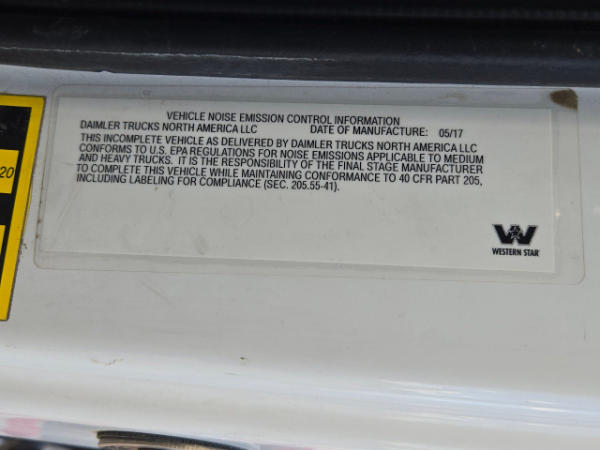 VEHICLE NOISE EMISSION CONTROL INFORMATION
DAIMLER TRUCKS NORTH AMERICA LLC DATE OF MANUFACTURE: 05/17
THIS INCOMPLETE VEHICLE AS DELIVERED BY DAIMLER TRUCKS NORTH AMERICA LLC
CONFORMS TO U.S. EPA REGULATIONS FOR NOISE EMISSIONS APPLICABLE TO MEDIUM
AND HEAVY TRUCKS. IT IS THE RESPONSIBILITY OF THE FINAL STAGE MANUFACTURER
TO COMPLETE THIS VEHICLE WHILE MAINTAINING CONFORMANCE TO 40 CFR PART 205,
INCLUDING LABELING FOR COMPLIANCE (SEC. 205.55-41).
WESTERN STAR
20